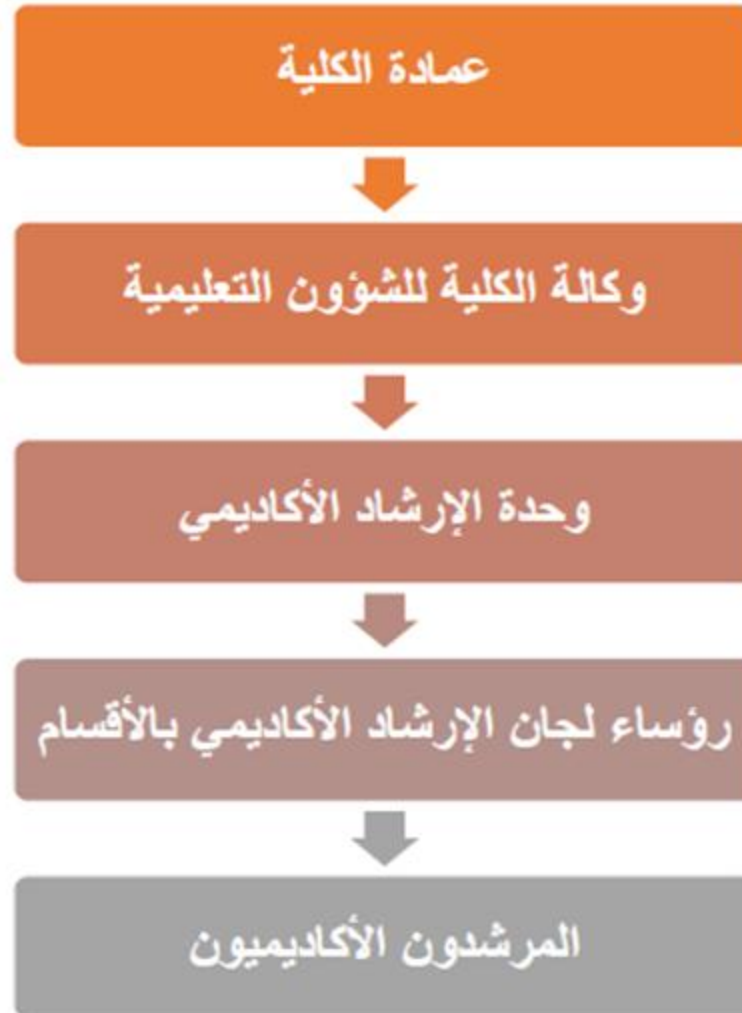 عمادة الكلية
وكالة الكلية للشؤون التعليمية
وحدة الإرشاد الأكاديمي
رؤساء لجان الإرشاد الأكاديمي بالأقسام
المرشدون الأكاديميون